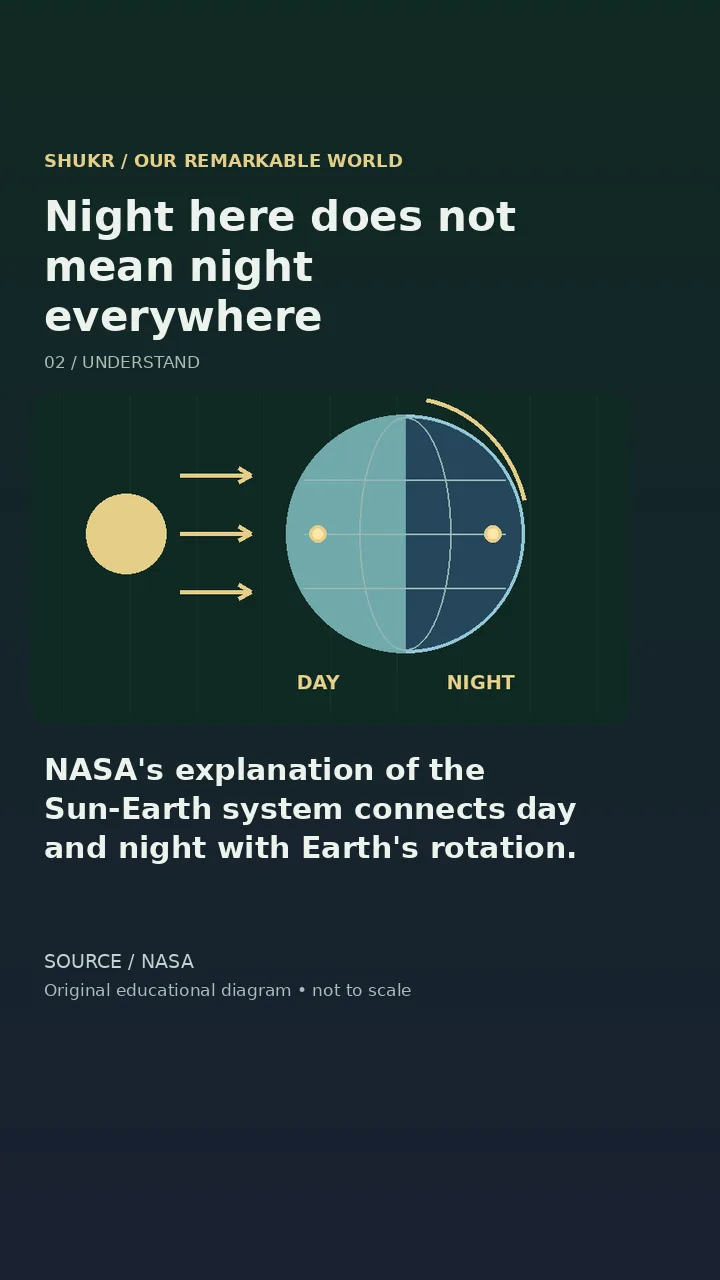 SHUKR / OUR REMARKABLE WORLD
Night here does not
mean night
everywhere
02 / UNDERSTAND
DAY
NIGHT
NASA's explanation of the
Sun-Earth system connects day
and night with Earth's rotation.
SOURCE / NASA
Original educational diagram • not to scale